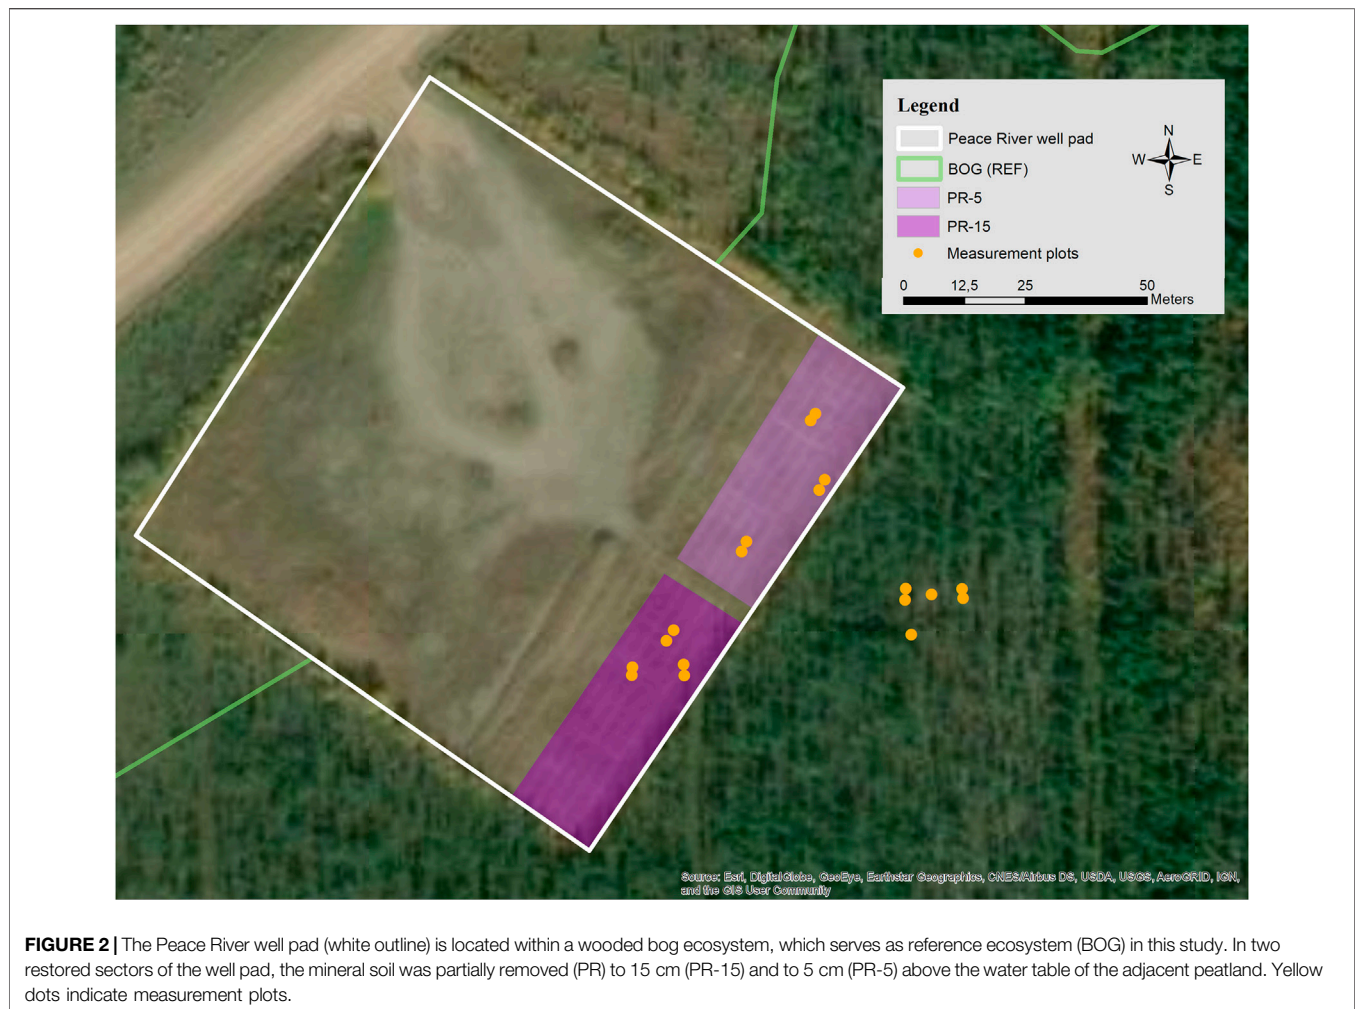 Legend
Peace River well pad
BOG (REF)
PR-5
PR-15
Measurement plots
N
W E
S
0 12,5 25 50
Meters
Source: Esri, DigitalGlobe, GeoEye, Earthstar Geographics, CNES/Airbus DS, USDA, USGS, AeroGRID, IGN,
and the GIS User Community
FIGURE 2 | The Peace River well pad (white outline) is located within a wooded bog ecosystem, which serves as reference ecosystem (BOG) in this study. In two
restored sectors of the well pad, the mineral soil was partially removed (PR) to 15 cm (PR-15) and to 5 cm (PR-5) above the water table of the adjacent peatland. Yellow
dots indicate measurement plots.